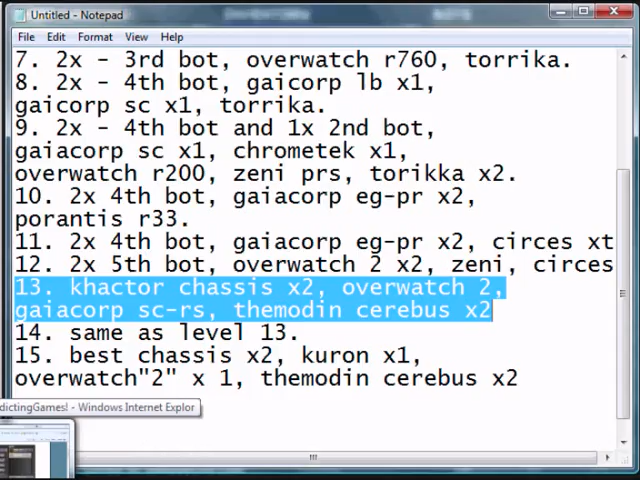 Untitled - Notepad
File Edit Format View Help
7. 2x - 3rd bot, overwatch r760, torrika.
8. 2x - 4th bot, gaicorp lb x1,
gaicorp sc x1, torrika.
9. 2x - 4th bot and 1x 2nd bot,
gaiacorp sc x1, chrometek x1,
overwatch r200, zeni prs, torikka x2.
10. 2x 4th bot, gaiacorp eg-pr x2,
porantis r33.
11. 2x 4th bot, gaiacorp eg-pr x2, circes xt
12. 2x 5th bot, overwatch 2 x2, zeni, circes
13. khactor chassis x2, overwatch 2,
gaiacorp sc-rs, themodin cerebus x2
14. same as level 13.
15. best chassis x2, kuron x1,
overwatch"2" x 1, themodin cerebus x2
dictingGames! - Windows Internet Explor